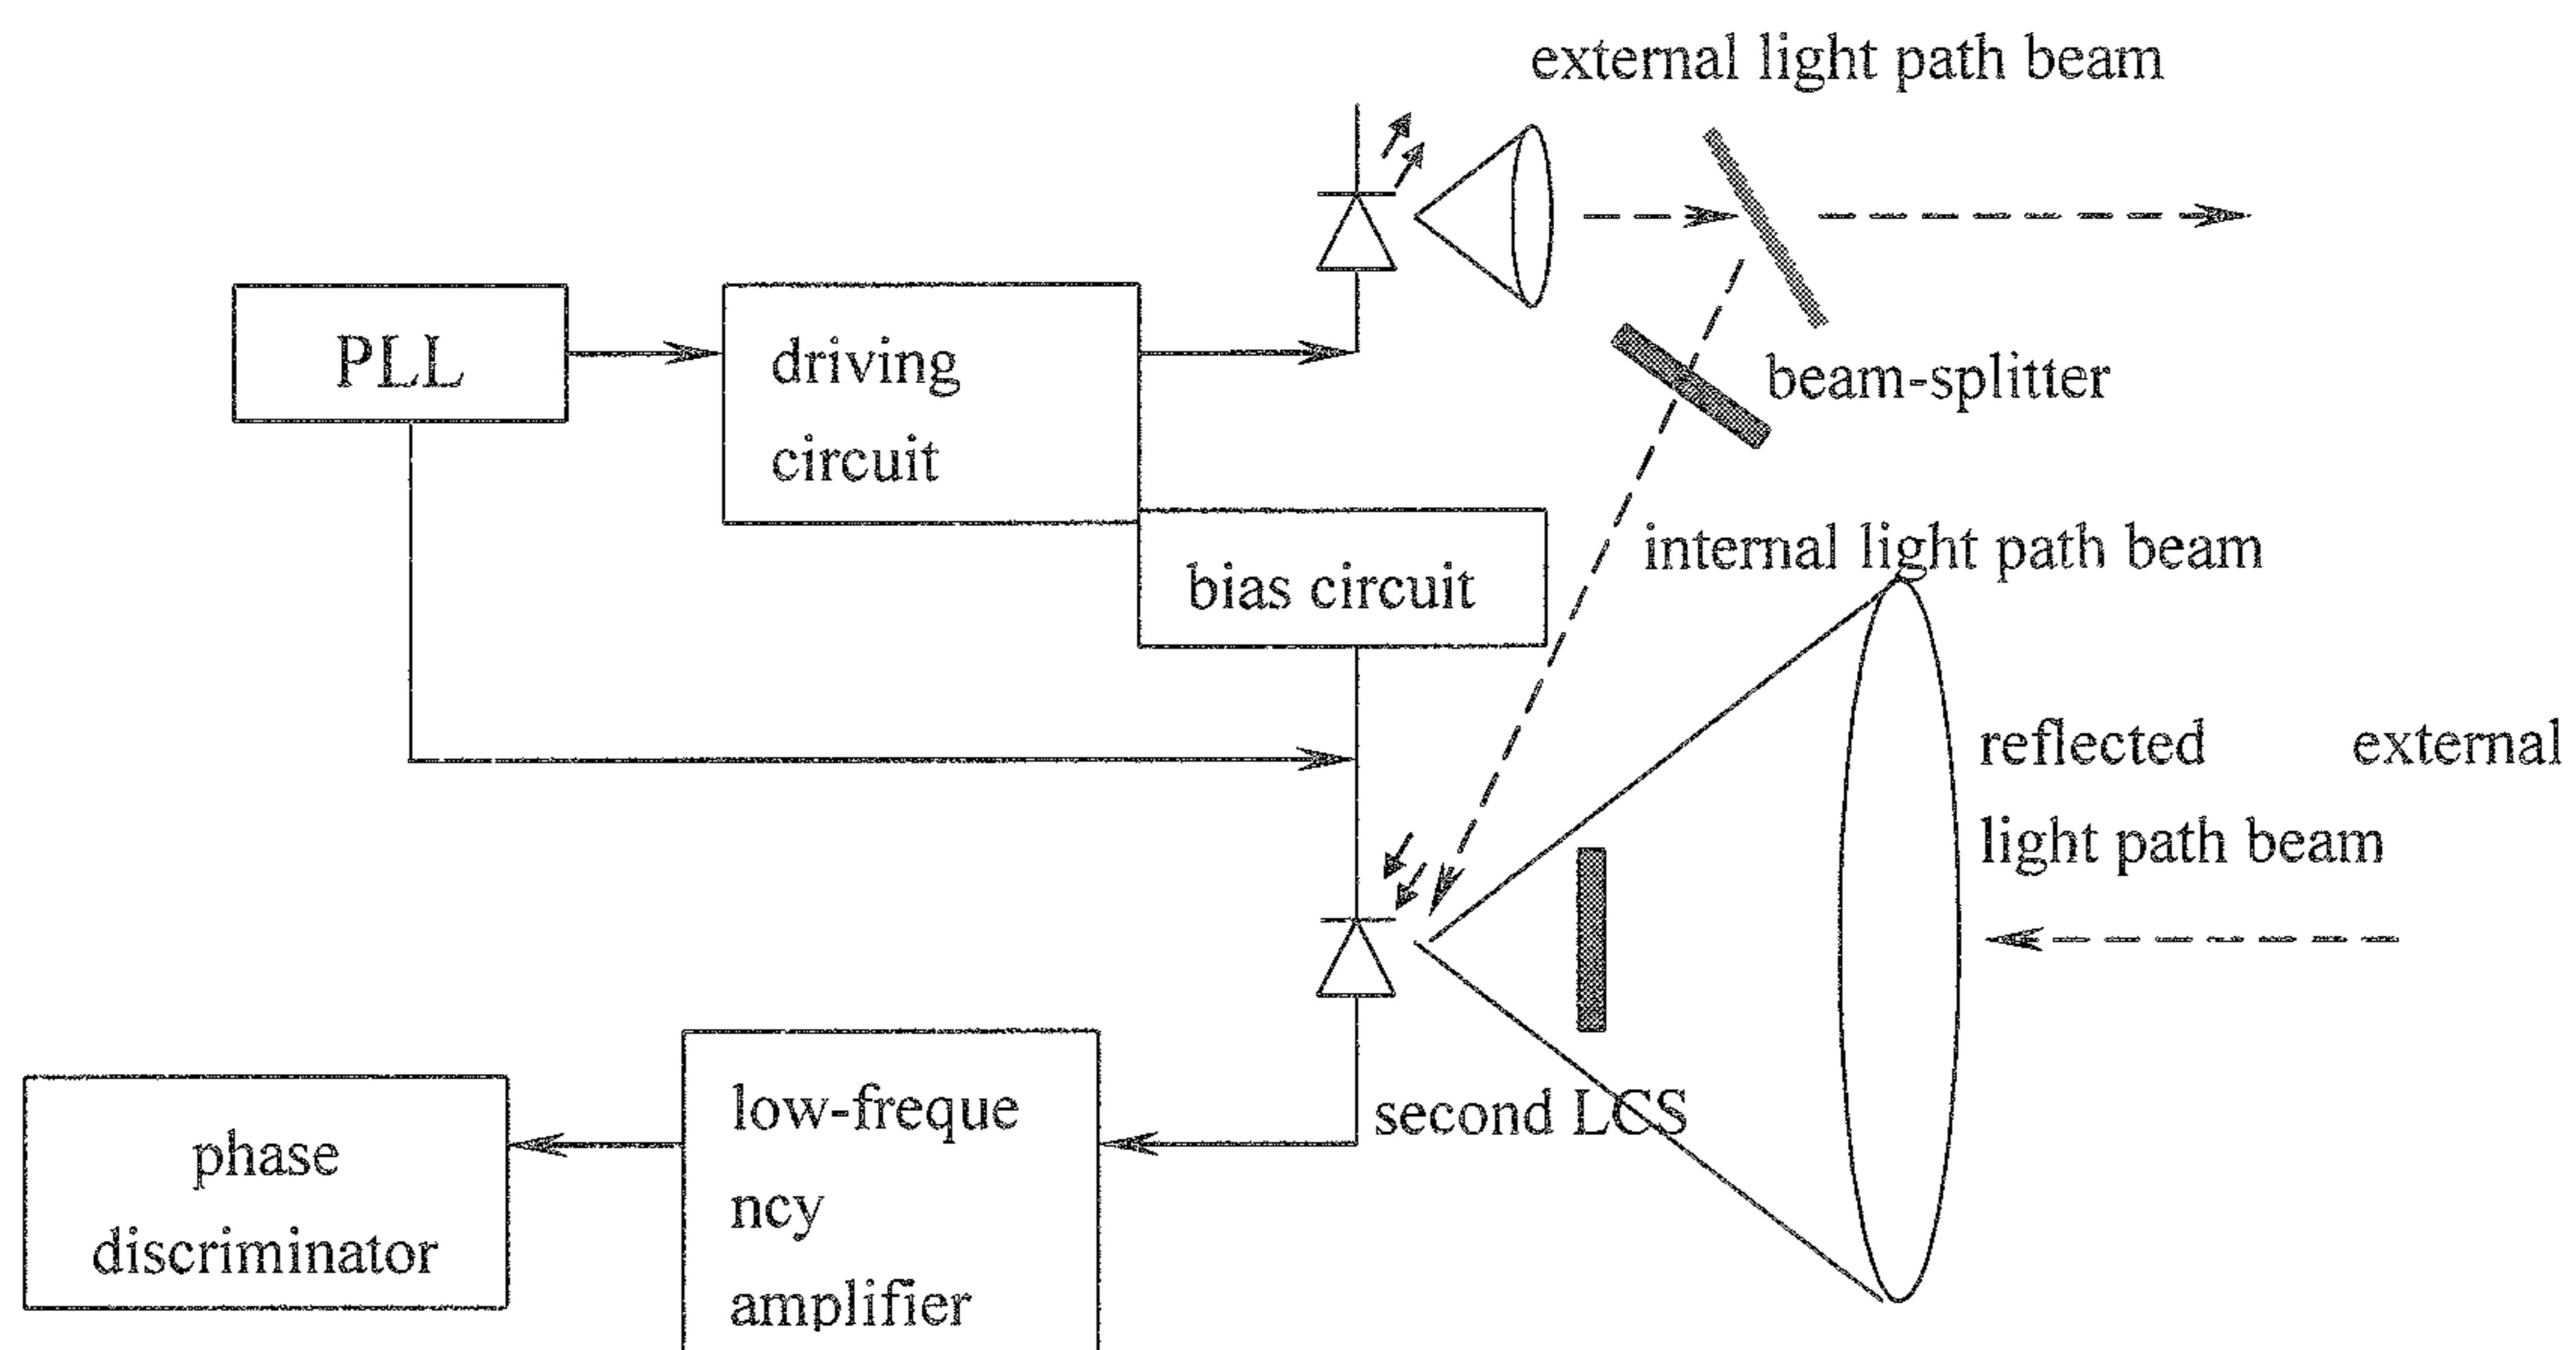 external light path beam
PLL
driving
circuit
beam-splitter
bias circuit
internal light path beam
reflected external
light path beam
second LCS
low-freque
ncy
amplifier
phase
discriminator